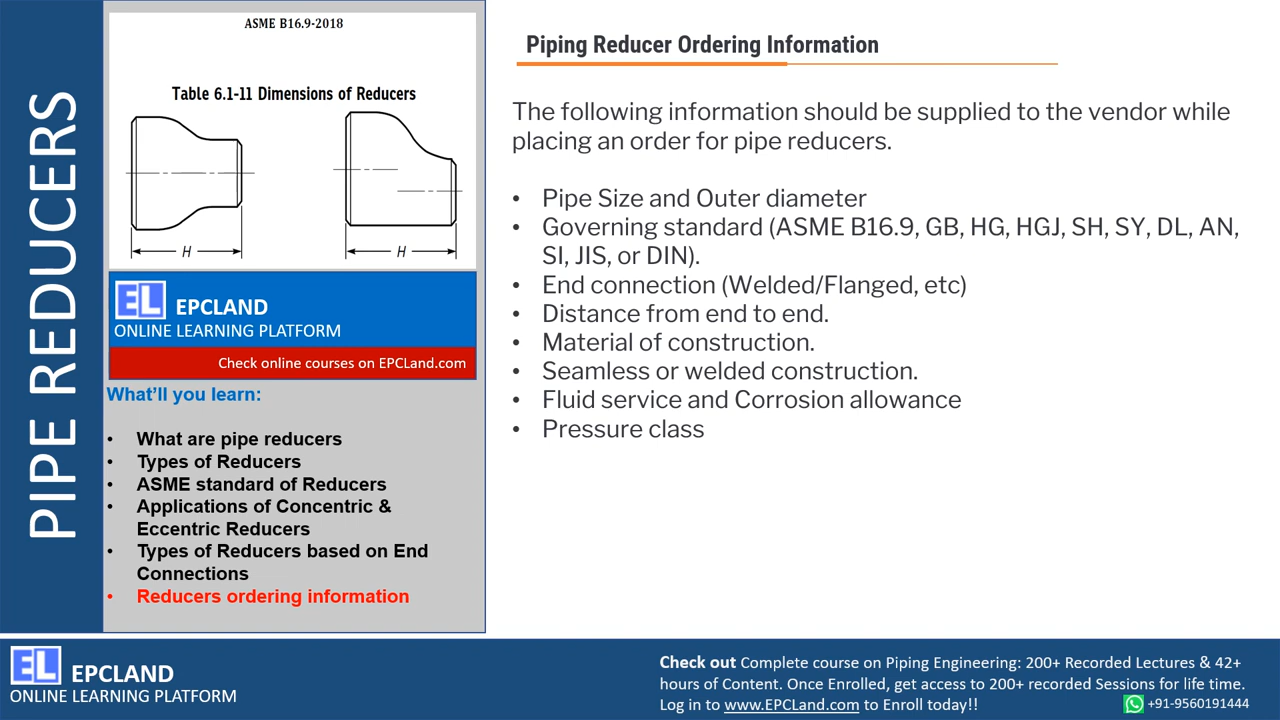 PIPE REDUCERS
ASME B16.9-2018
Table 6.1-11 Dimensions of Reducers
H
H
EL EPCLAND
ONLINE LEARNING PLATFORM
Check online courses on EPCLand.com
What'll you learn:
• What are pipe reducers
• Types of Reducers
• ASME standard of Reducers
• Applications of Concentric &
Eccentric Reducers
• Types of Reducers based on End
Connections
• Reducers ordering information
Piping Reducer Ordering Information
The following information should be supplied to the vendor while
placing an order for pipe reducers.
• Pipe Size and Outer diameter
• Governing standard (ASME B16.9, GB, HG, HGJ, SH, SY, DL, AN,
SI, JIS, or DIN).
• End connection (Welded/Flanged, etc)
• Distance from end to end.
• Material of construction.
• Seamless or welded construction.
• Fluid service and Corrosion allowance
• Pressure class
EL EPCLAND
ONLINE LEARNING PLATFORM
Check out Complete course on Piping Engineering: 200+ Recorded Lectures & 42+
hours of Content. Once Enrolled, get access to 200+ recorded Sessions for life time.
Log in to www.EPCLand.com to Enroll today!!
+91-9560191444